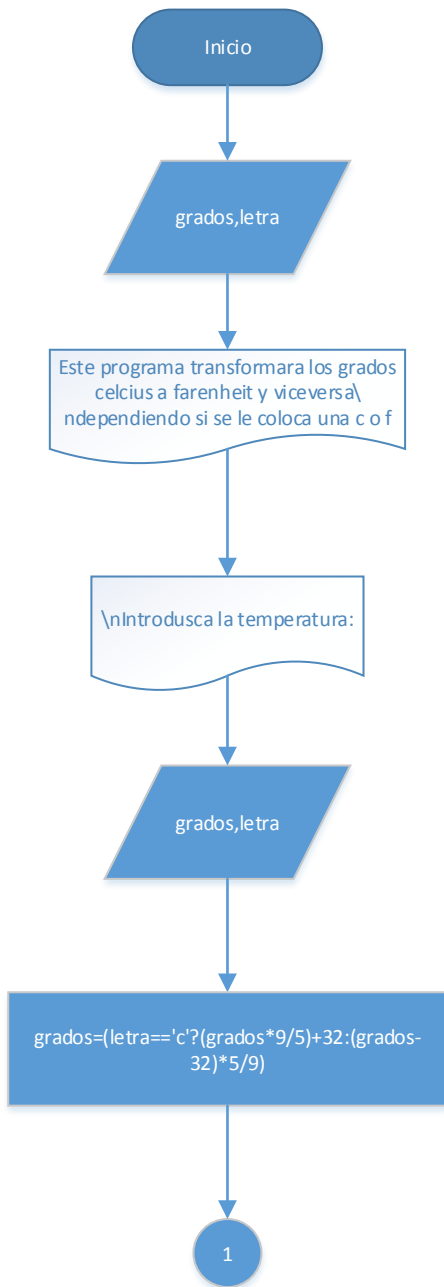 Inicio
grados,letra
Este programa transformara los grados
celcius a farenheit y viceversa\
ndependiendo si se le coloca una c o f
\nIntrodusca la temperatura:
grados,letra
grados=(letra=='c'?(grados*9/5)+32:(grados-
32)*5/9)
1